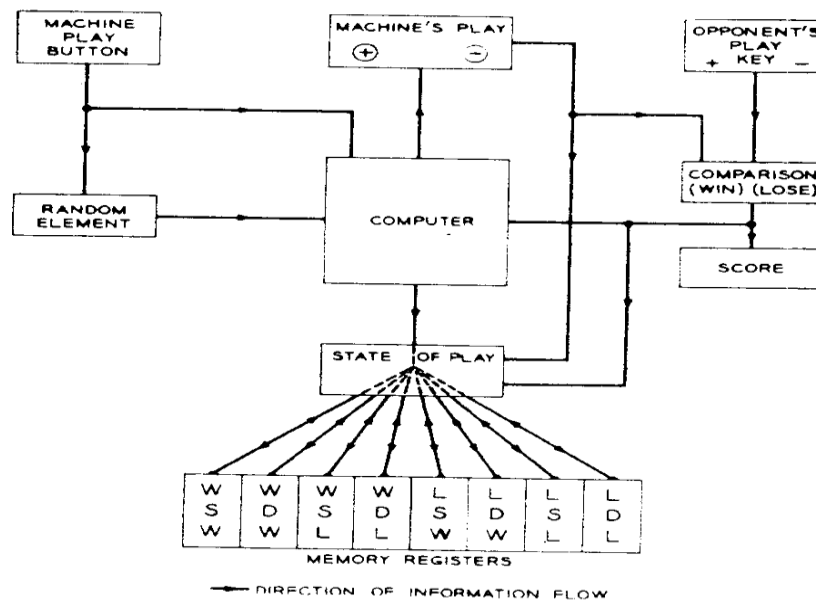 MACHINE
PLAY
BUTTON
MACHINE'S PLAY
+ −
OPPONENT'S
PLAY
+ KEY −
RANDOM
ELEMENT
COMPUTER
COMPARISON
(WIN) (LOSE)
SCORE
STATE OF PLAY
W W W W L L L L
S D S D S D S D
W W L L W W L L
MEMORY REGISTERS
DIRECTION OF INFORMATION FLOW